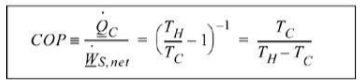 COP ≡ Q̇_C / Ẇ_S,net = (T_H / T_C − 1)^−1 = T_C / (T_H − T_C)